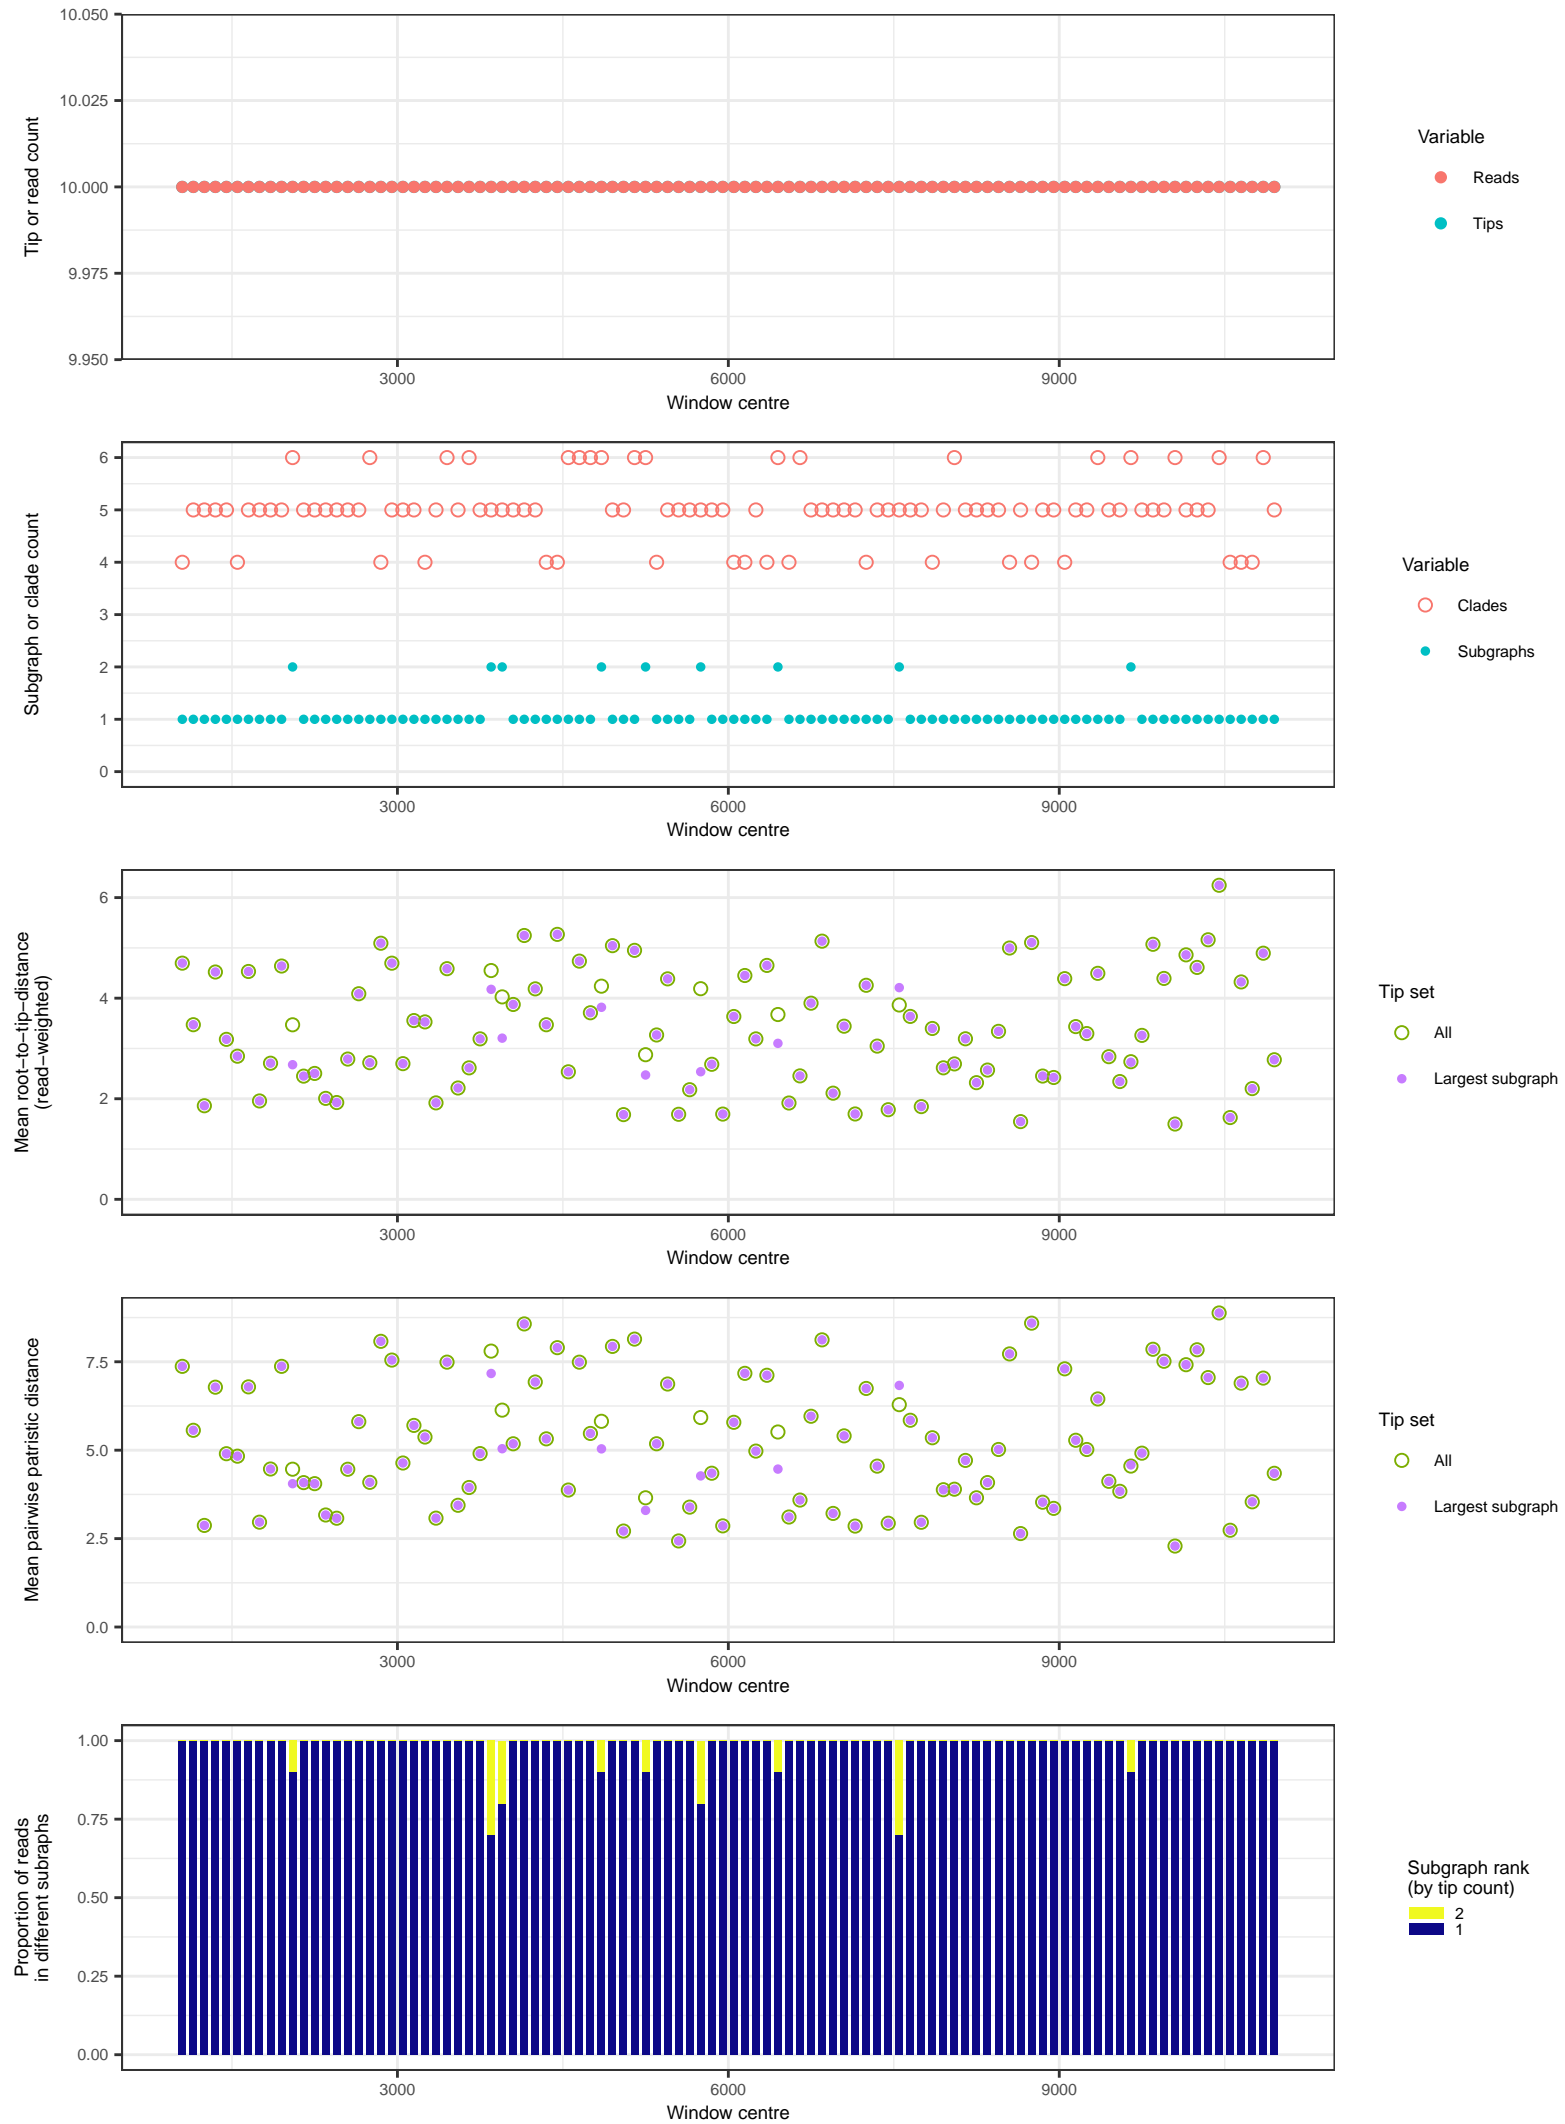 10.050
10.025
10.000
9.975
9.950
Tip or read count
3000 6000 9000
Window centre
Variable
Reads
Tips
6
5
4
3
2
1
0
Subgraph or clade count
3000 6000 9000
Window centre
Variable
Clades
Subgraphs
6
4
2
0
Mean root–to–tip–distance
(read–weighted)
3000 6000 9000
Window centre
Tip set
All
Largest subgraph
7.5
5.0
2.5
0.0
Mean pairwise patristic distance
3000 6000 9000
Window centre
Tip set
All
Largest subgraph
1.00
0.75
0.50
0.25
0.00
Proportion of reads
in different subraphs
3000 6000 9000
Window centre
Subgraph rank
(by tip count)
2
1